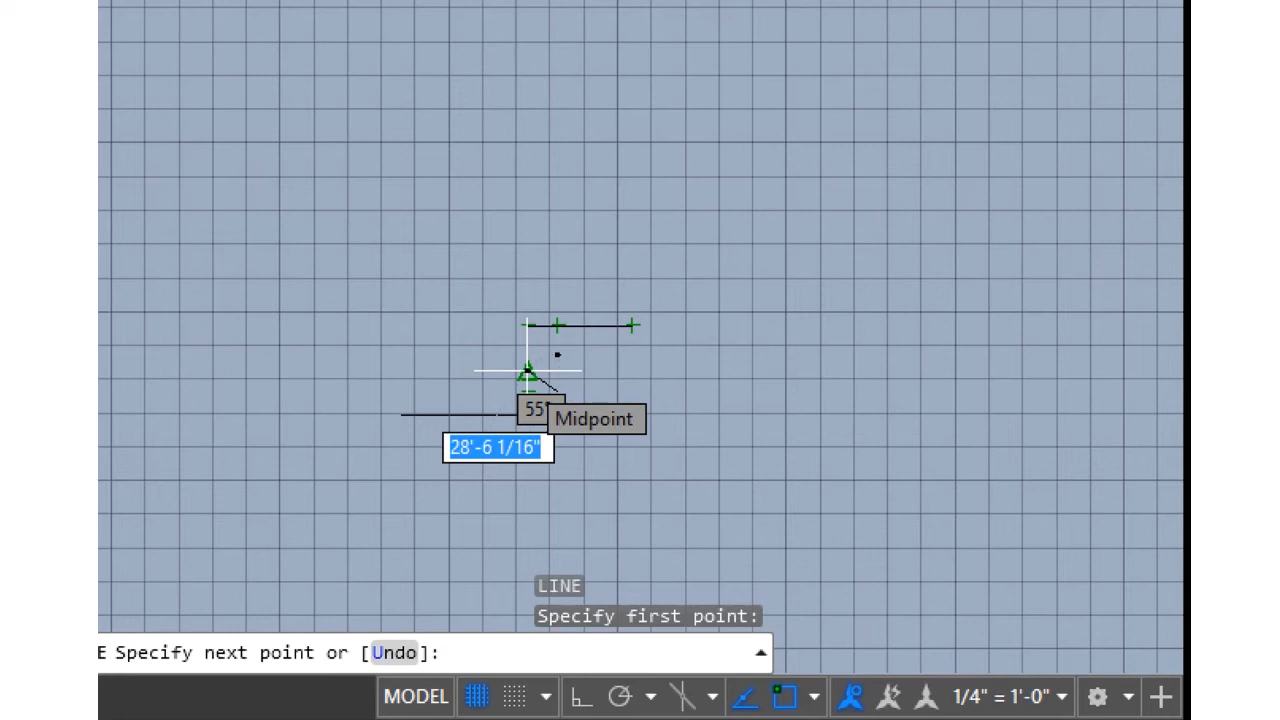 55°
Midpoint
28'-6 1/16"
LINE
Specify first point:
E Specify next point or [Undo]:
MODEL
1/4" = 1'-0"